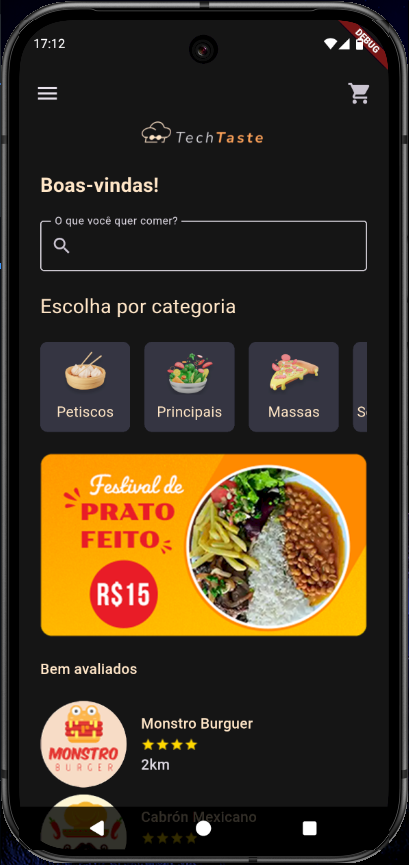 17:12
DEBUG
TechTaste
Boas-vindas!
O que você quer comer?
Escolha por categoria
Petiscos
Principais
Massas
Festival de
PRATO
FEITO
R$15
Bem avaliados
MONSTRO
BURGER
Monstro Burguer
2km
Cabrón Mexicano